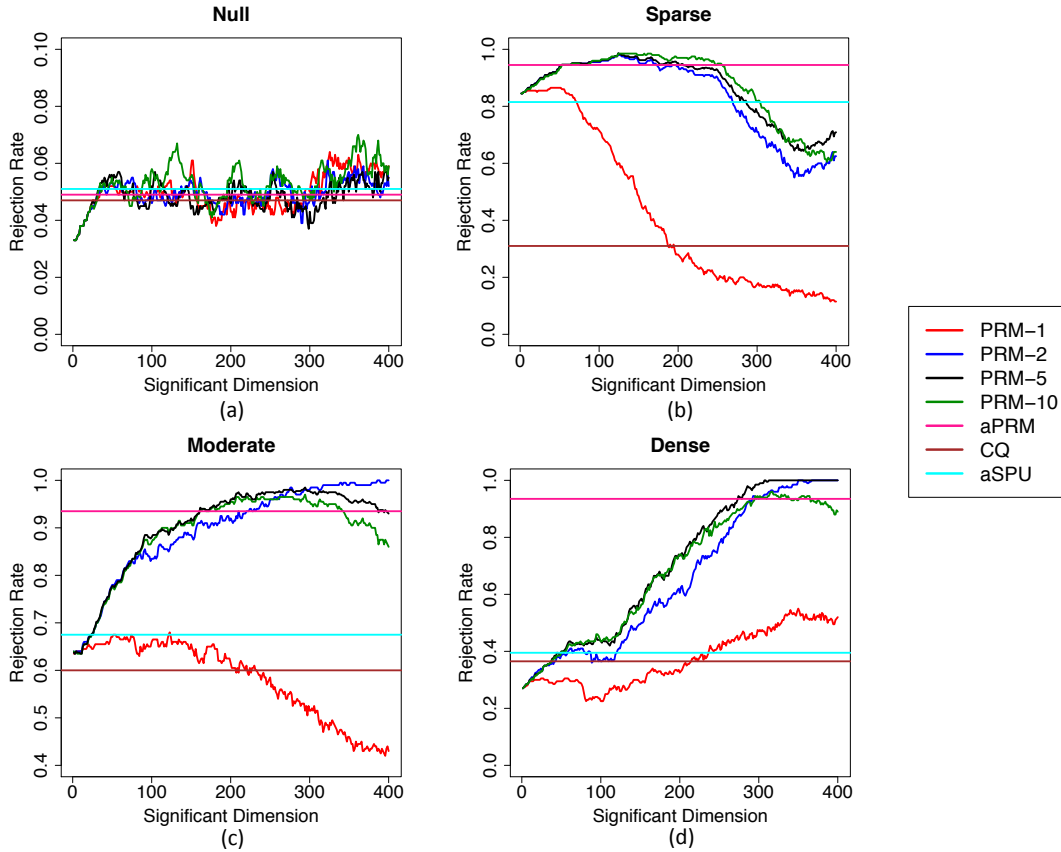 Null
Rejection Rate
0.00 0.02 0.04 0.06 0.08 0.10
0 100 200 300 400
Significant Dimension
(a)
Sparse
Rejection Rate
0.0 0.2 0.4 0.6 0.8 1.0
0 100 200 300 400
Significant Dimension
(b)
Moderate
Rejection Rate
0.4 0.5 0.6 0.7 0.8 0.9 1.0
0 100 200 300 400
Significant Dimension
(c)
Dense
Rejection Rate
0.0 0.2 0.4 0.6 0.8 1.0
0 100 200 300 400
Significant Dimension
(d)
PRM−1
PRM−2
PRM−5
PRM−10
aPRM
CQ
aSPU